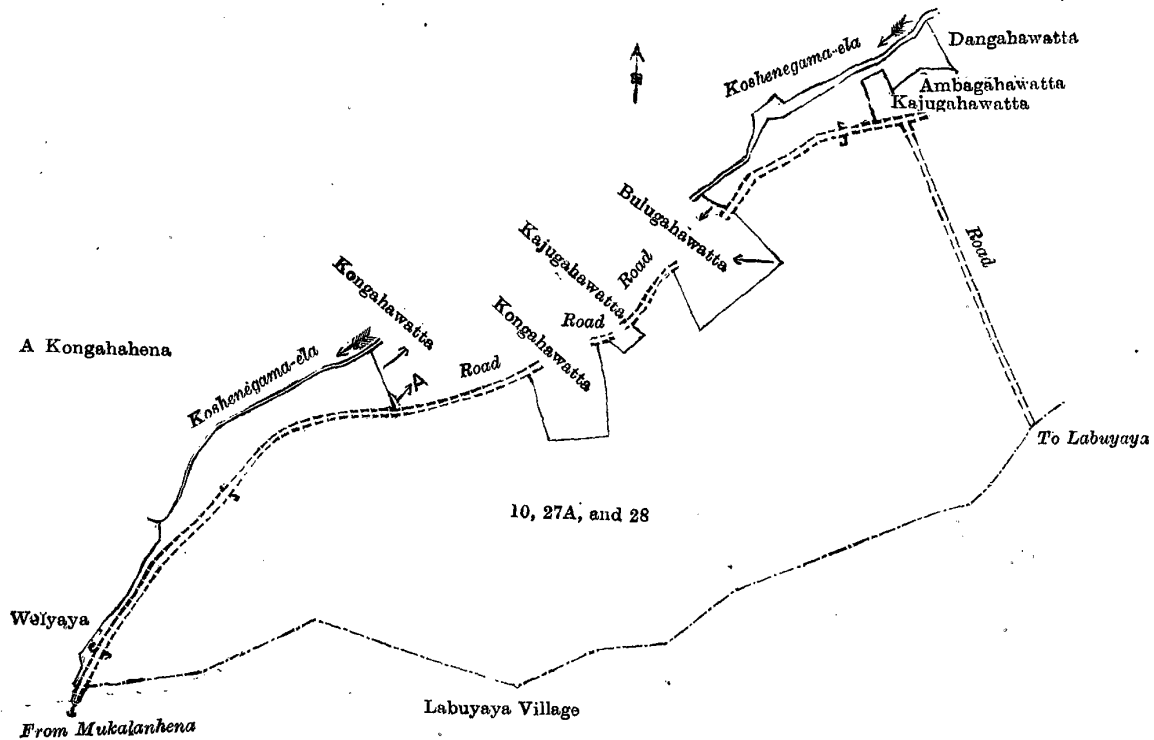 Dangahawatta
Koshenegama-ela
Ambagahawatta
Kajugahawatta
Bulugahawatta
Road
Kajugahawatta
Road
Kongahawatta
Kongahawatta
Road
Road
A Kongahahena
Koshenegama-ela
A
To Labuyaya
10, 27A, and 28
Welyaya
Labuyaya Village
From Mukalanhena